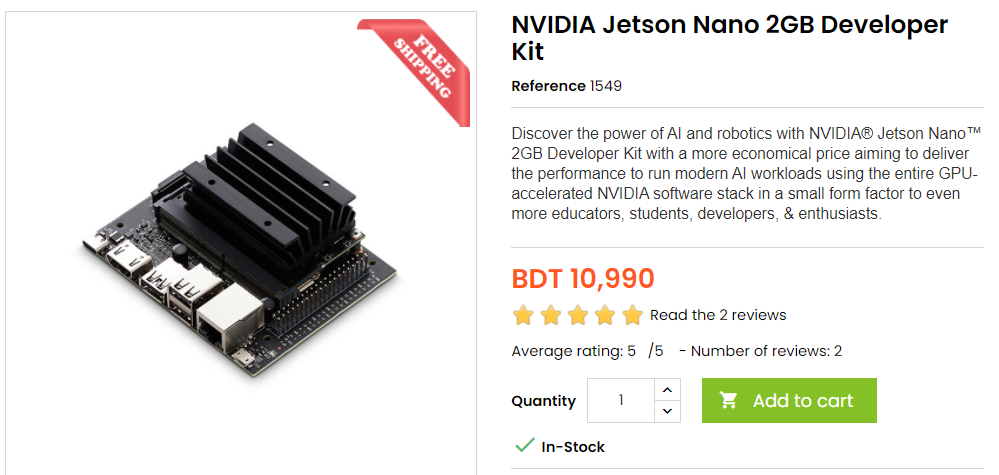 FREE
SHIPPING
NVIDIA Jetson Nano 2GB Developer
Kit
Reference 1549
Discover the power of AI and robotics with NVIDIA® Jetson Nano™
2GB Developer Kit with a more economical price aiming to deliver
the performance to run modern AI workloads using the entire GPU-
accelerated NVIDIA software stack in a small form factor to even
more educators, students, developers, & enthusiasts.
BDT 10,990
Read the 2 reviews
Average rating: 5 /5 - Number of reviews: 2
Quantity 1 Add to cart
In-Stock